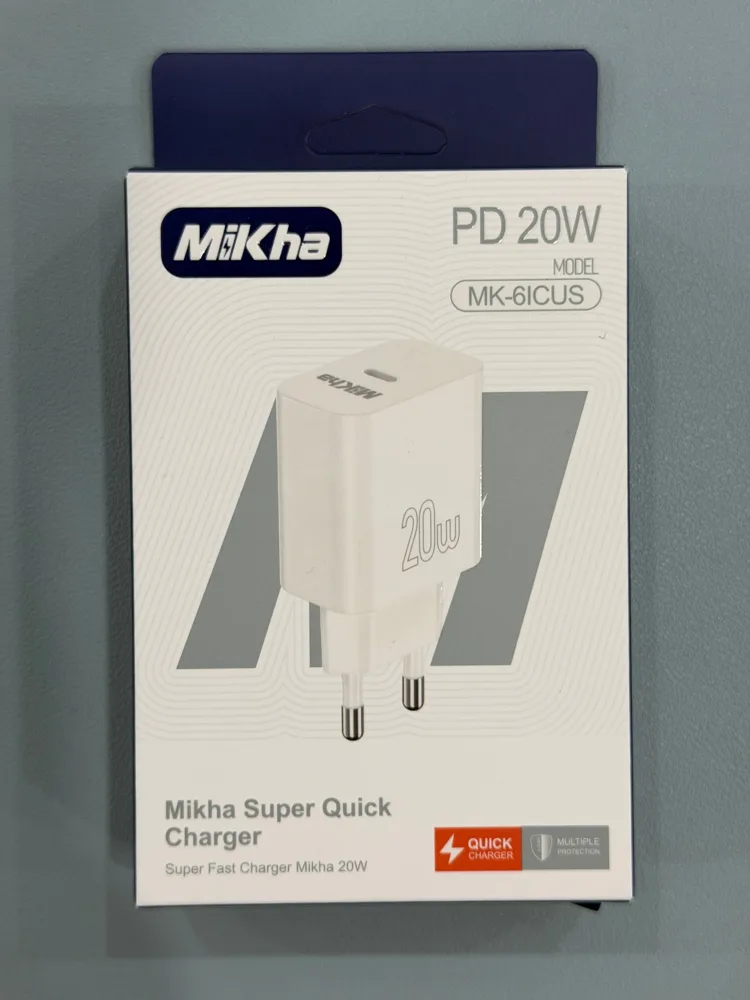 MiKha
PD 20W
MODEL
MK-6ICUS
MiKha
20W
Mikha Super Quick
Charger
Super Fast Charger Mikha 20W
QUICK
CHARGER
MULTIPLE
PROTECTION